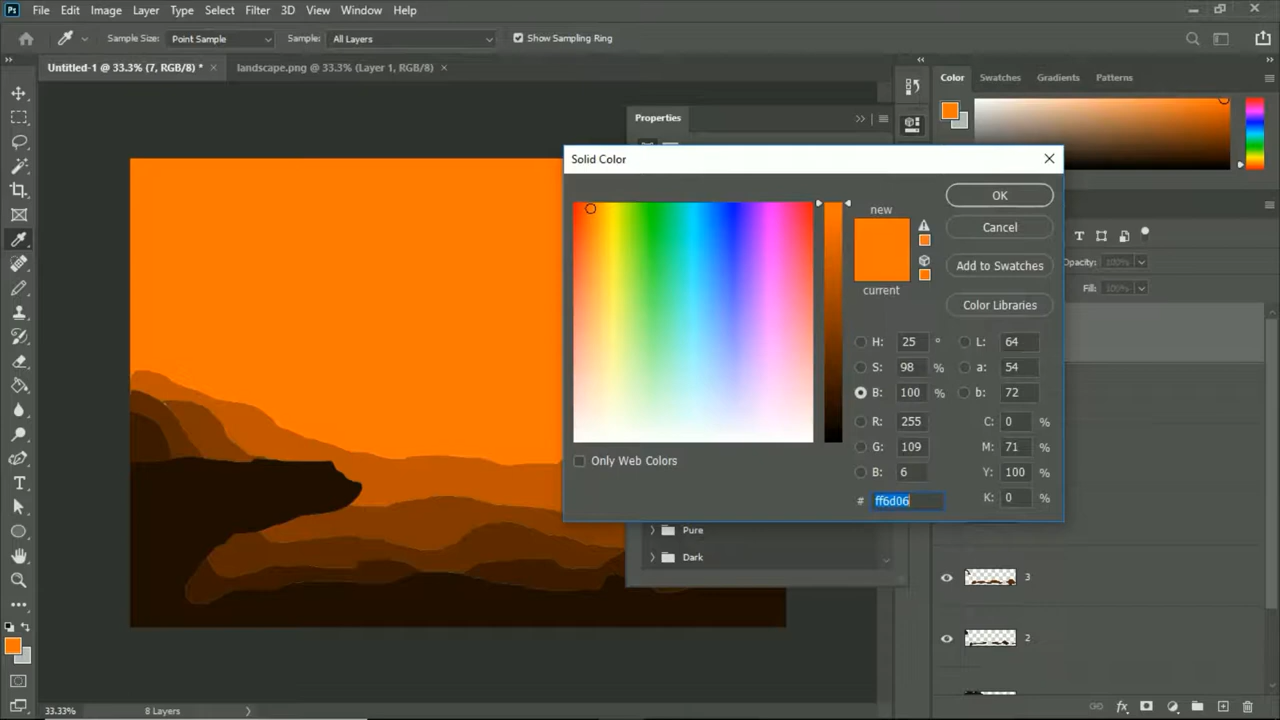 Ps File Edit Image Layer Type Select Filter 3D View Window Help
Sample Size: Point Sample Sample: All Layers Show Sampling Ring
Untitled-1 @ 33.3% (7, RGB/8) * × landscape.png @ 33.3% (Layer 1, RGB/8) ×
Color Swatches Gradients Patterns
Properties
Solid Color
new
current
OK
Cancel
Add to Swatches
Color Libraries
Opacity: 100%
Fill: 100%
H: 25 ° L: 64
S: 98 % a: 54
B: 100 % b: 72
R: 255 C: 0 %
G: 109 M: 71 %
B: 6 Y: 100 %
# ff6d06 K: 0 %
Only Web Colors
Pure
Dark
3
2
33.33% 8 Layers